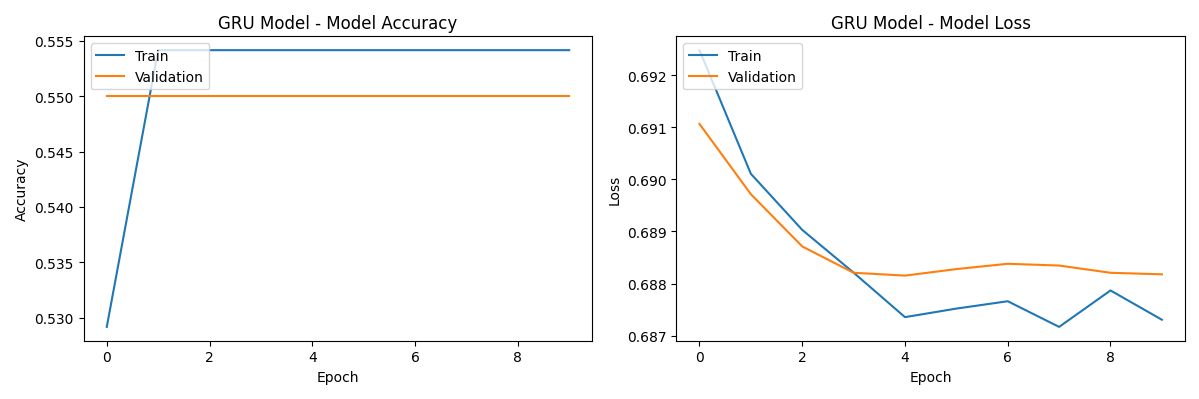 GRU Model - Model Accuracy
0.555
0.550
0.545
0.540
0.535
0.530
Accuracy
Train
Validation
0
2
4
6
8
Epoch
GRU Model - Model Loss
0.692
0.691
0.690
0.689
0.688
0.687
Loss
Train
Validation
0
2
4
6
8
Epoch